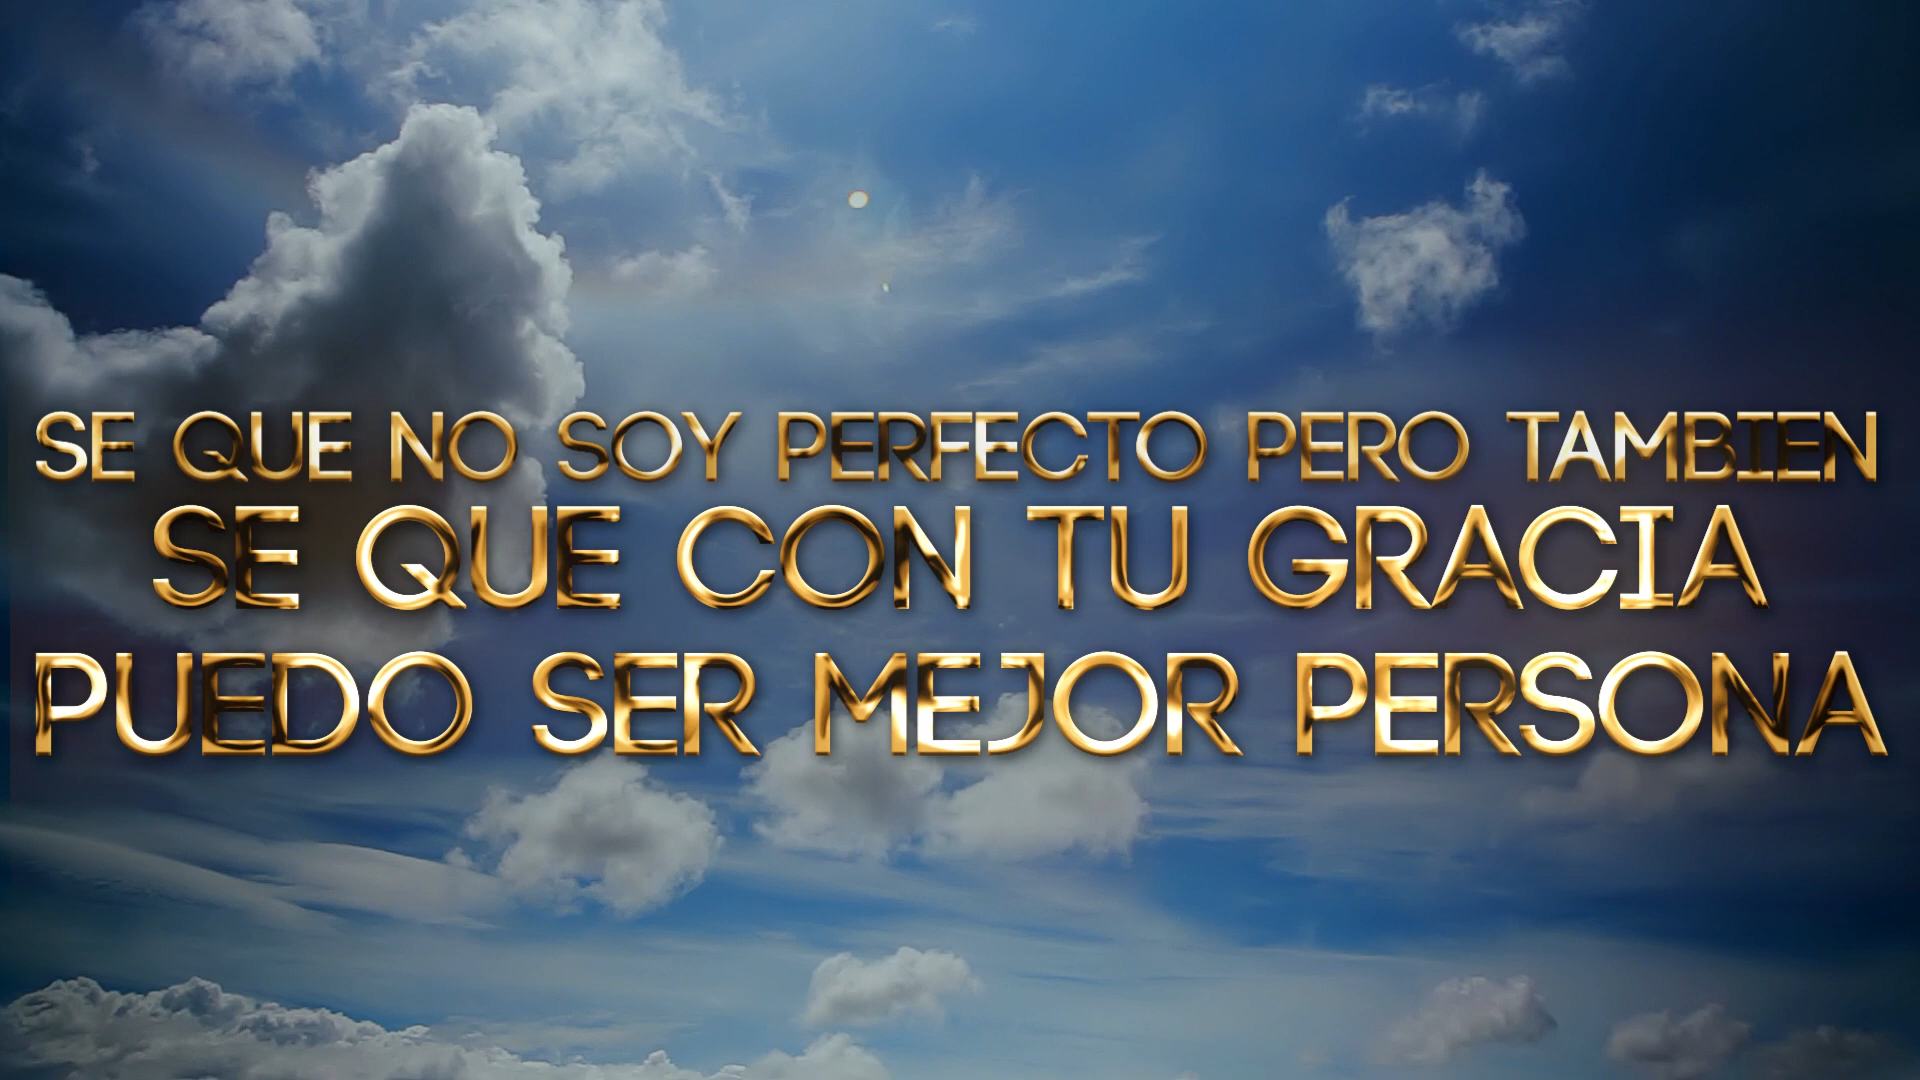 SE QUE NO SOY PERFECTO PERO TAMBIEN
SE QUE CON TU GRACIA
PUEDO SER MEJOR PERSONA